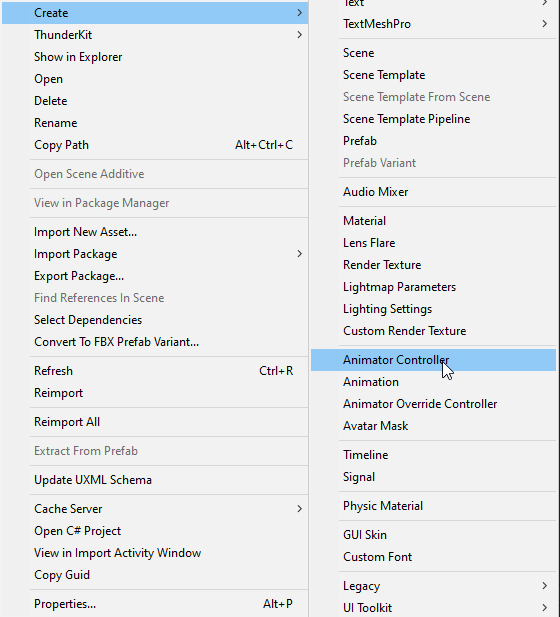 Create
ThunderKit
Show in Explorer
Open
Delete
Rename
Copy Path Alt+Ctrl+C
Open Scene Additive
View in Package Manager
Import New Asset...
Import Package
Export Package...
Find References In Scene
Select Dependencies
Convert To FBX Prefab Variant...
Refresh Ctrl+R
Reimport
Reimport All
Extract From Prefab
Update UXML Schema
Cache Server
Open C# Project
View in Import Activity Window
Copy Guid
Properties... Alt+P
Text
TextMeshPro
Scene
Scene Template
Scene Template From Scene
Scene Template Pipeline
Prefab
Prefab Variant
Audio Mixer
Material
Lens Flare
Render Texture
Lightmap Parameters
Lighting Settings
Custom Render Texture
Animator Controller
Animation
Animator Override Controller
Avatar Mask
Timeline
Signal
Physic Material
GUI Skin
Custom Font
Legacy
UI Toolkit